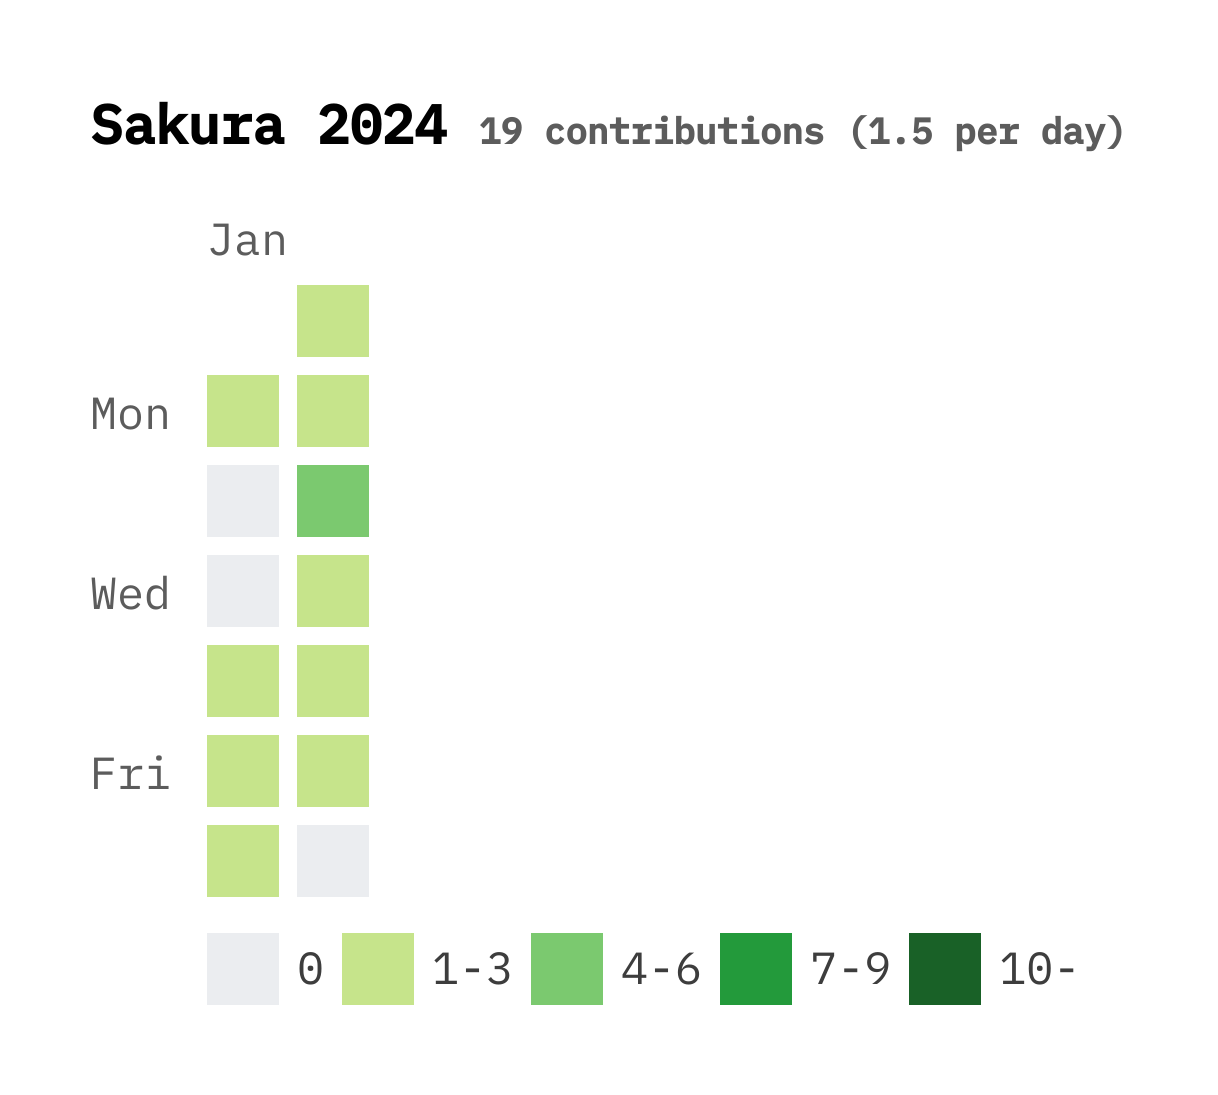 Sakura 2024 19 contributions (1.5 per day)
Jan
Mon
Wed
Fri
0 1-3 4-6 7-9 10-